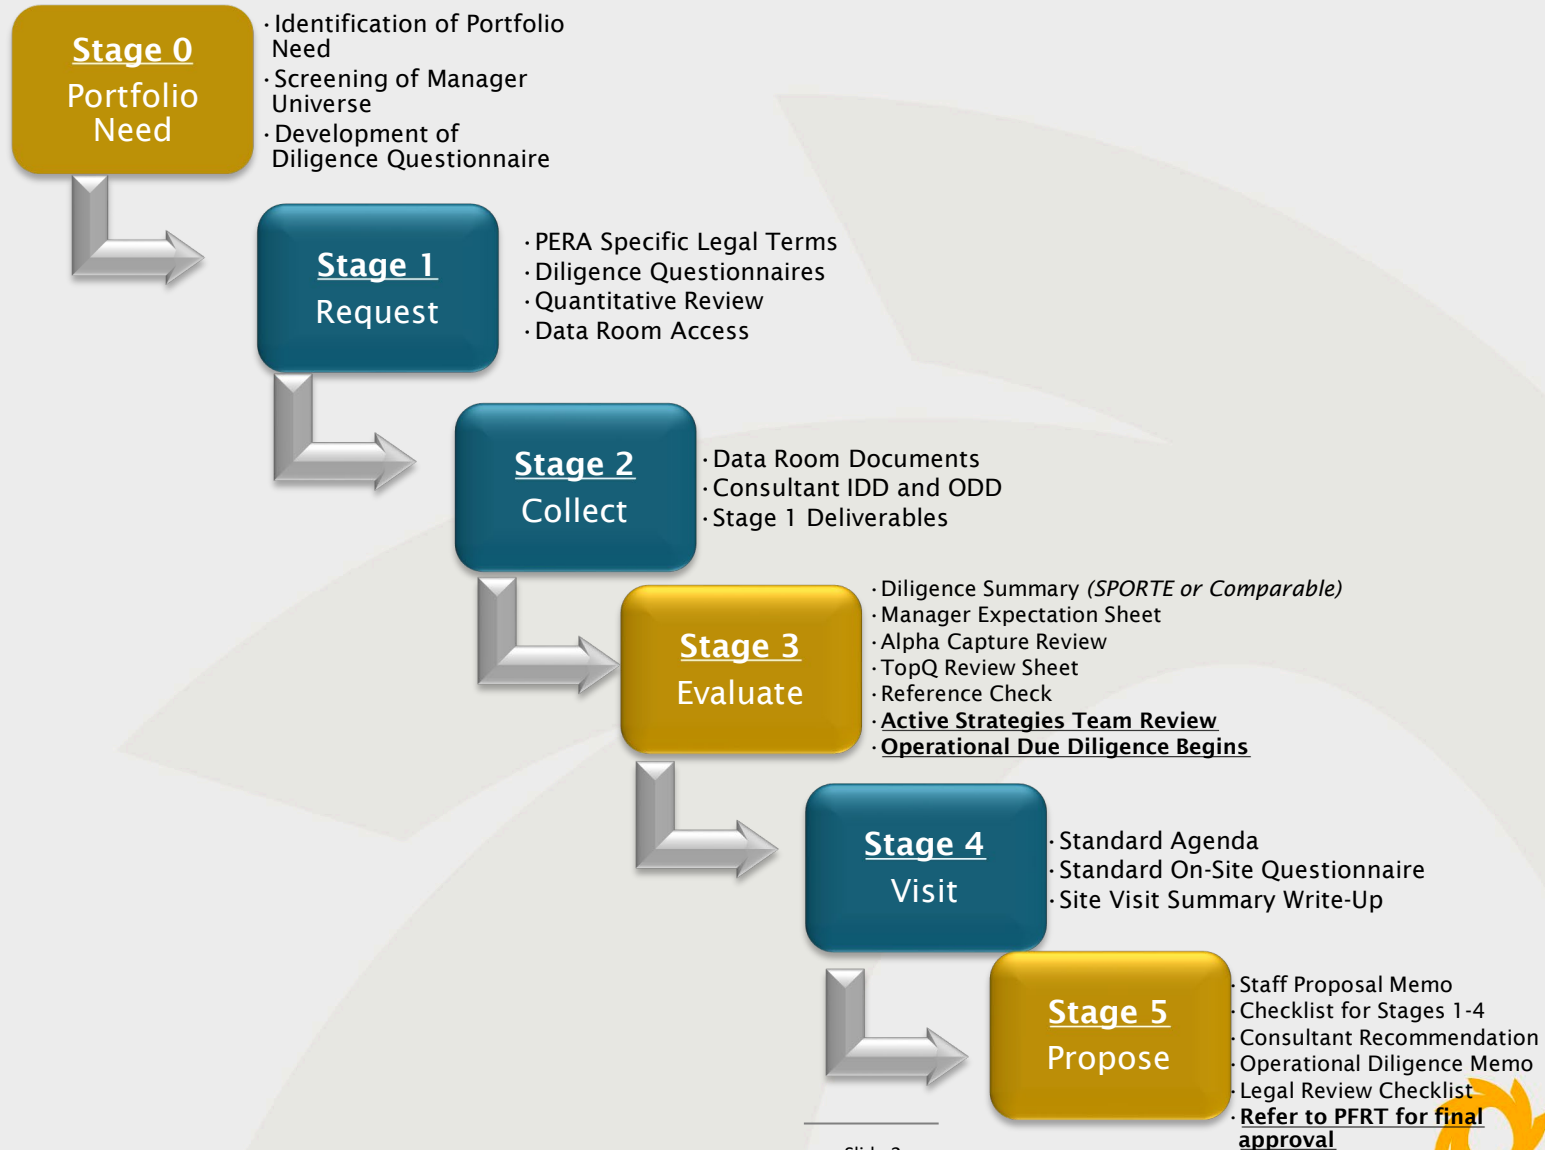 Stage 0
Portfolio
Need
· Identification of Portfolio
Need
· Screening of Manager
Universe
· Development of
Diligence Questionnaire
Stage 1
Request
· PERA Specific Legal Terms
· Diligence Questionnaires
· Quantitative Review
· Data Room Access
Stage 2
Collect
· Data Room Documents
· Consultant IDD and ODD
· Stage 1 Deliverables
Stage 3
Evaluate
· Diligence Summary (SPORTE or Comparable)
· Manager Expectation Sheet
· Alpha Capture Review
· TopQ Review Sheet
· Reference Check
· Active Strategies Team Review
· Operational Due Diligence Begins
Stage 4
Visit
· Standard Agenda
· Standard On-Site Questionnaire
· Site Visit Summary Write-Up
Stage 5
Propose
· Staff Proposal Memo
· Checklist for Stages 1-4
· Consultant Recommendation
· Operational Diligence Memo
· Legal Review Checklist
· Refer to PFRT for final
approval